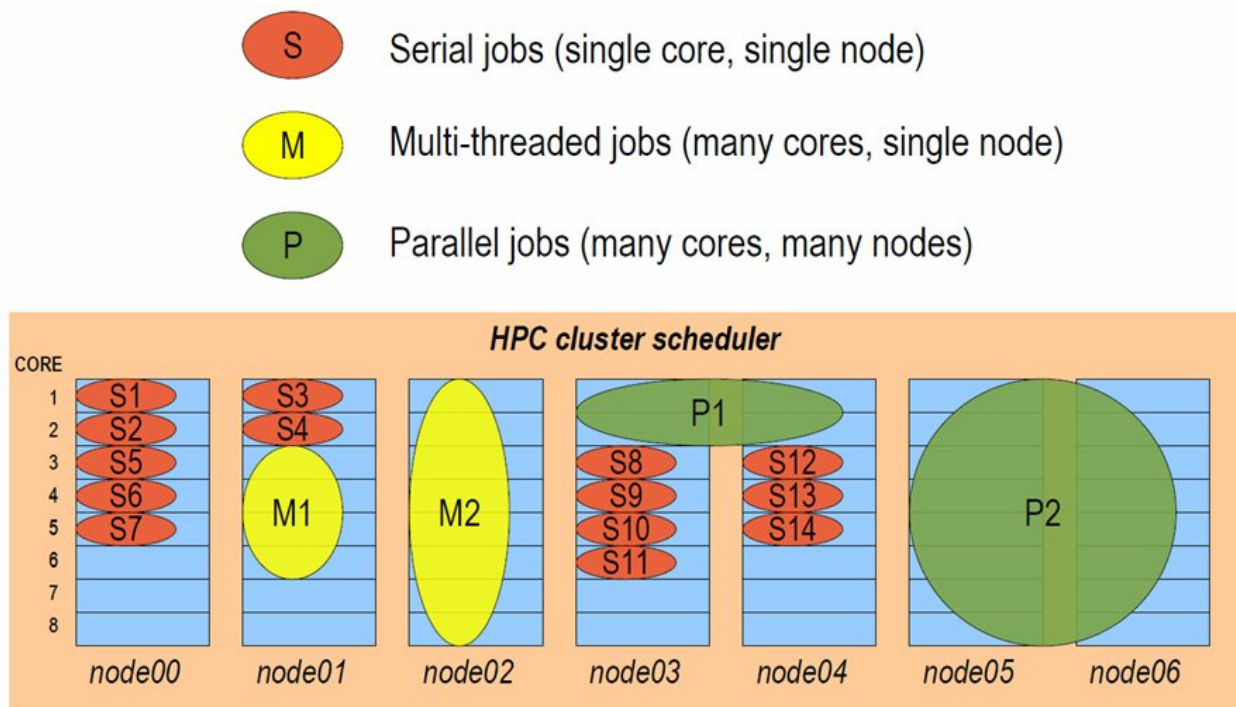 S Serial jobs (single core, single node)
M Multi-threaded jobs (many cores, single node)
P Parallel jobs (many cores, many nodes)
HPC cluster scheduler
CORE
1 S1 S3 P1
2 S2 S4
3 S5 S8 S12
4 S6 S9 S13
5 S7 M1 M2 S10 S14 P2
6 S11
7
8
node00 node01 node02 node03 node04 node05 node06